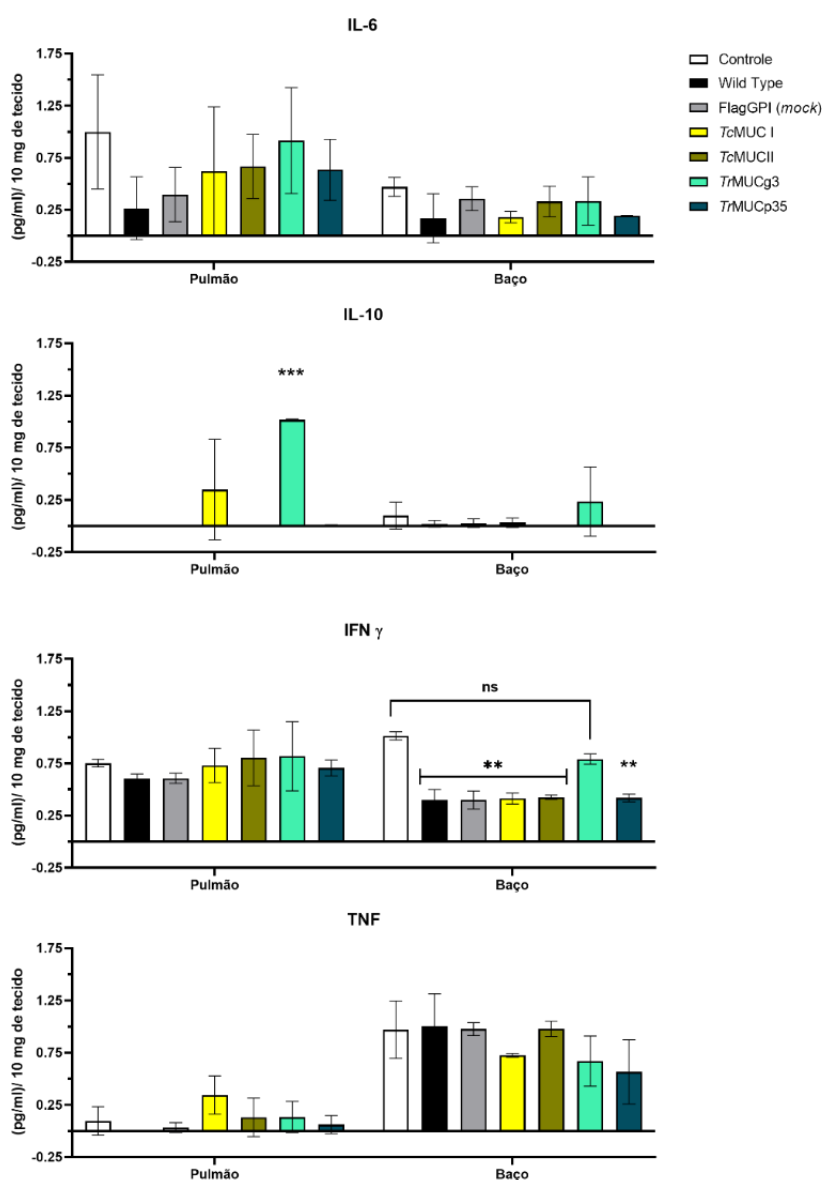 IL-6
(pg/ml)/ 10 mg de tecido
1.75
1.25
0.75
0.25
-0.25
Pulmão
Baço
Controle
Wild Type
FlagGPI (mock)
TcMUC I
TcMUCII
TrMUCg3
TrMUCp35
IL-10
(pg/ml)/ 10 mg de tecido
1.75
1.25
0.75
0.25
-0.25
***
Pulmão
Baço
IFN γ
(pg/ml)/ 10 mg de tecido
1.75
1.25
0.75
0.25
-0.25
ns
**
**
Pulmão
Baço
TNF
(pg/ml)/ 10 mg de tecido
1.75
1.25
0.75
0.25
-0.25
Pulmão
Baço